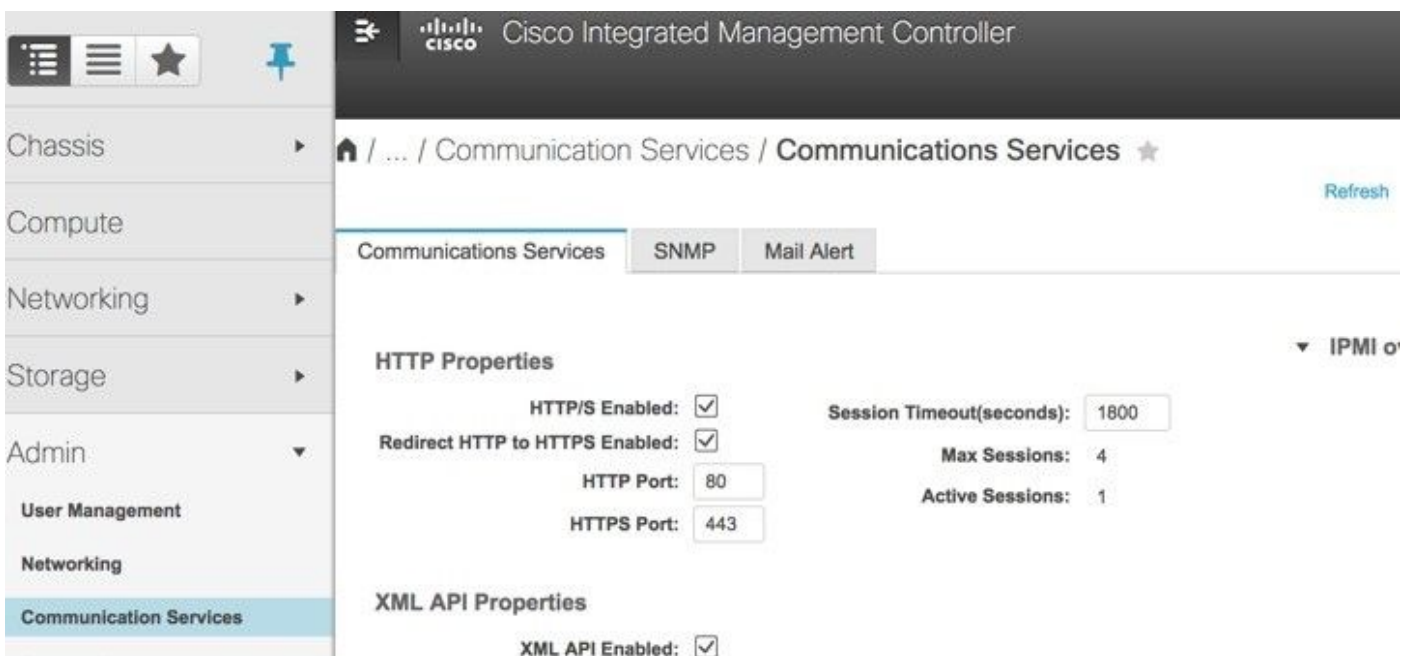 cisco Cisco Integrated Management Controller
Chassis
Compute
Networking
Storage
Admin
User Management
Networking
Communication Services
/ ... / Communication Services / Communications Services
Refresh
Communications Services SNMP Mail Alert
HTTP Properties
HTTP/S Enabled:
Redirect HTTP to HTTPS Enabled:
HTTP Port: 80
HTTPS Port: 443
Session Timeout(seconds): 1800
Max Sessions: 4
Active Sessions: 1
IPMI
XML API Properties
XML API Enabled: